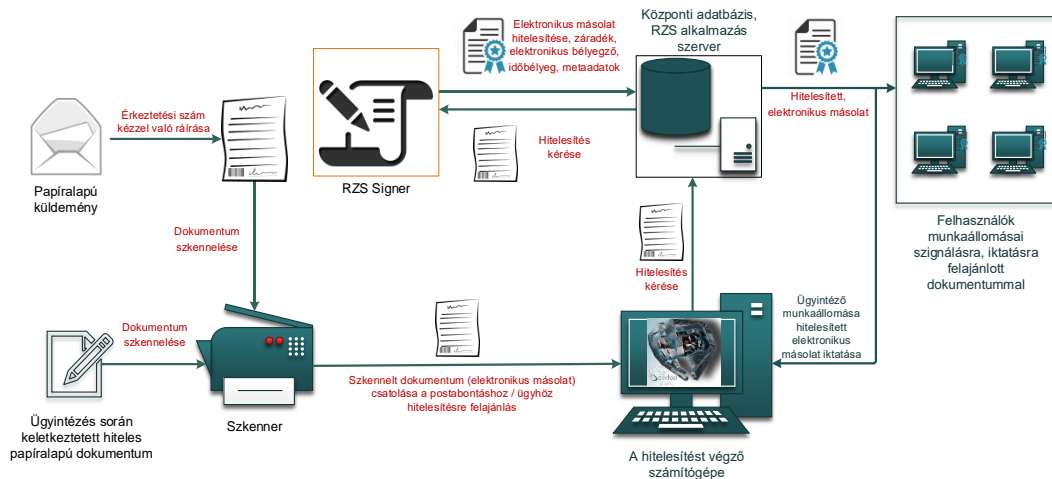 Elektronikus másolat
hitelesítése, záradék,
elektronikus bélyegző,
időbélyeg, metaadatok
Központi adatbázis,
RZS alkalmazás
szerver
Érkeztetési szám
kézzel való ráírása
Hitelesített,
elektronikus másolat
Hitelesítés
kérése
Papíralapú
küldemény
RZS Signer
Felhasználók
munkaállomásai
szignálásra, iktatásra
felajánlott
dokumentummal
Dokumentum
szkennelése
Hitelesítés
kérése
Ügyintéző
munkaállomása
hitelesített
elektronikus
másolat iktatása
Dokumentum
szkennelése
Szkennelt dokumentum (elektronikus másolat)
csatolása a postabontáshoz / ügyhöz
hitelesítésre felajánlás
Ügyintézés során
keletkeztetett hiteles
papíralapú dokumentum
Szkenner
A hitelesítést végző
számítógépe